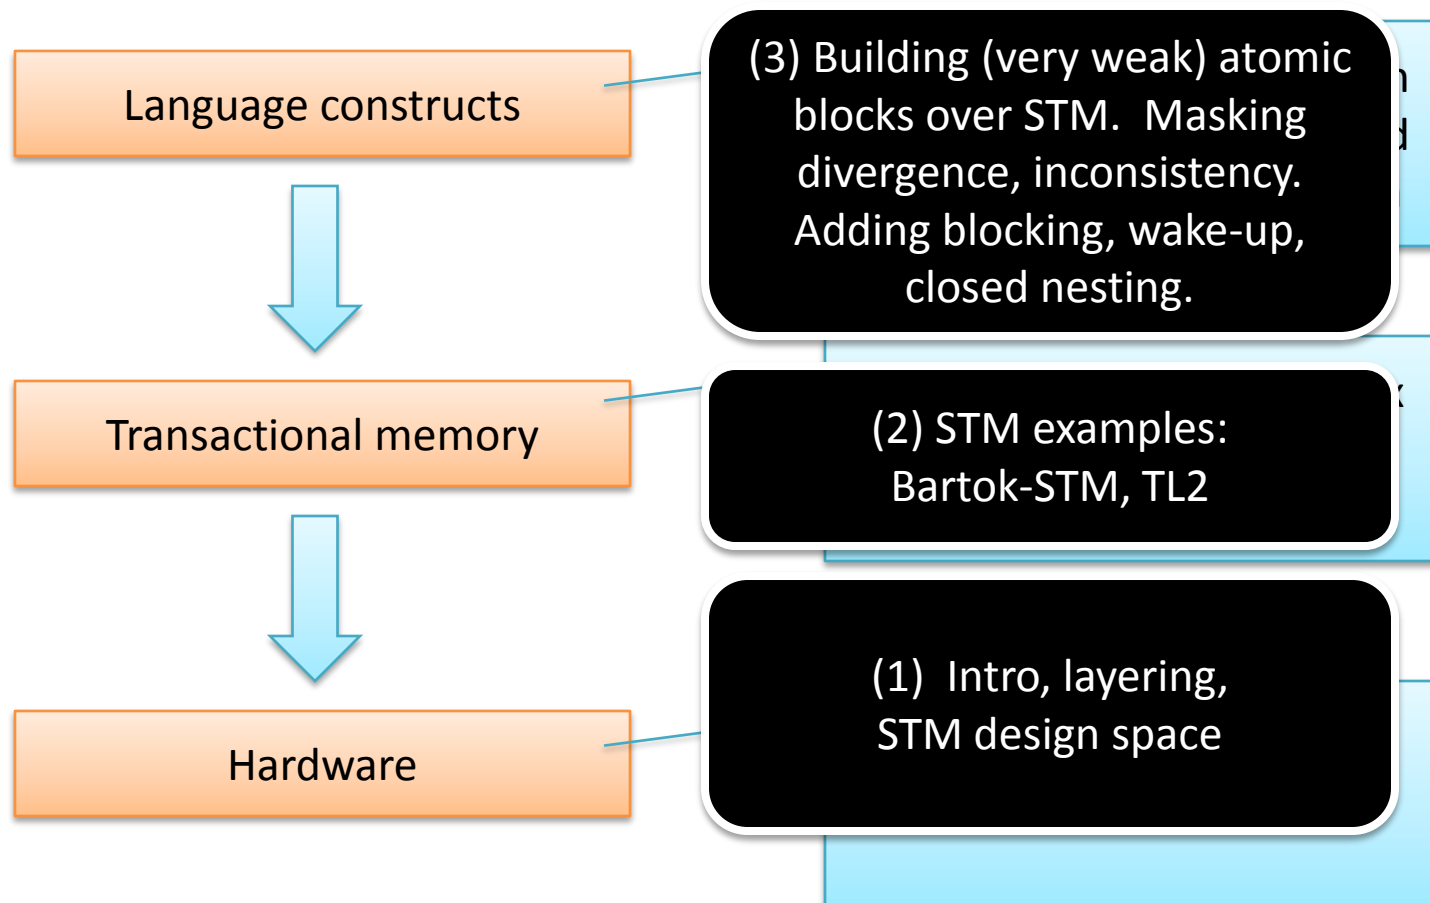 Language constructs
(3) Building (very weak) atomic
blocks over STM.  Masking
divergence, inconsistency.
Adding blocking, wake-up,
closed nesting.
Transactional memory
(2) STM examples:
Bartok-STM, TL2
Hardware
(1)  Intro, layering,
STM design space